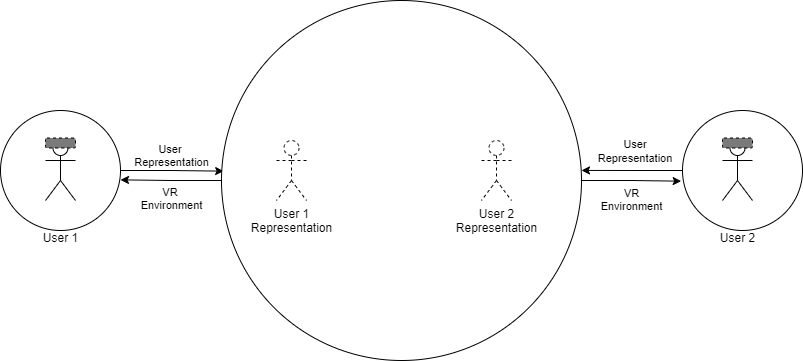 User
Representation
VR
Environment
User 1
User 1
Representation
User 2
Representation
User
Representation
VR
Environment
User 2